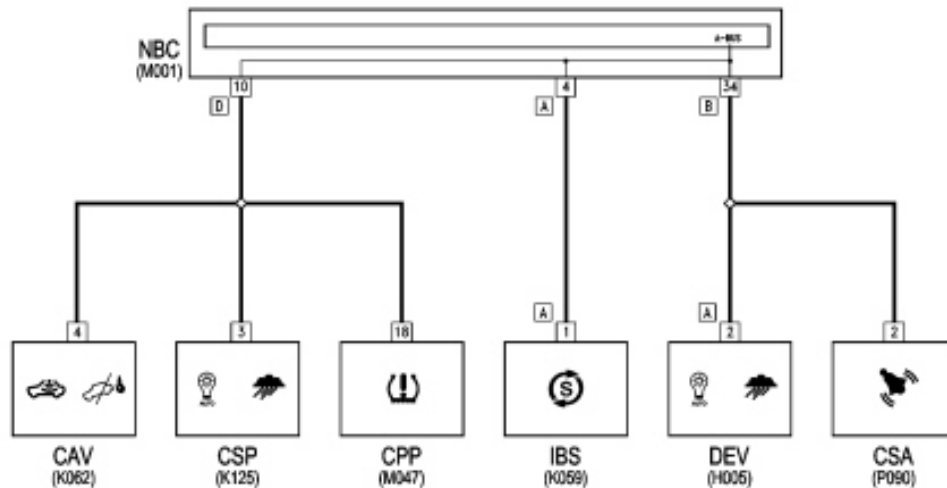 A-BUS
NBC
(M001)
10
4
34
D
A
B
A
A
4
3
18
1
2
2
S
CAV
CSP
CPP
IBS
DEV
CSA
(K062)
(K125)
(M047)
(K059)
(H005)
(P090)